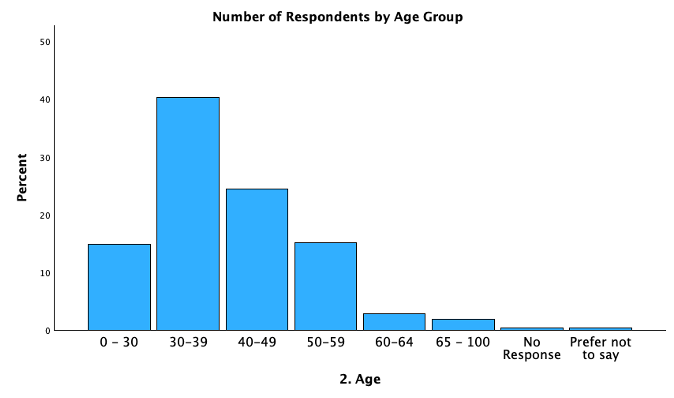 Number of Respondents by Age Group
50
40
30
20
10
0
Percent
0 – 30
30–39
40–49
50–59
60–64
65 – 100
No
Response
Prefer not
to say
2. Age